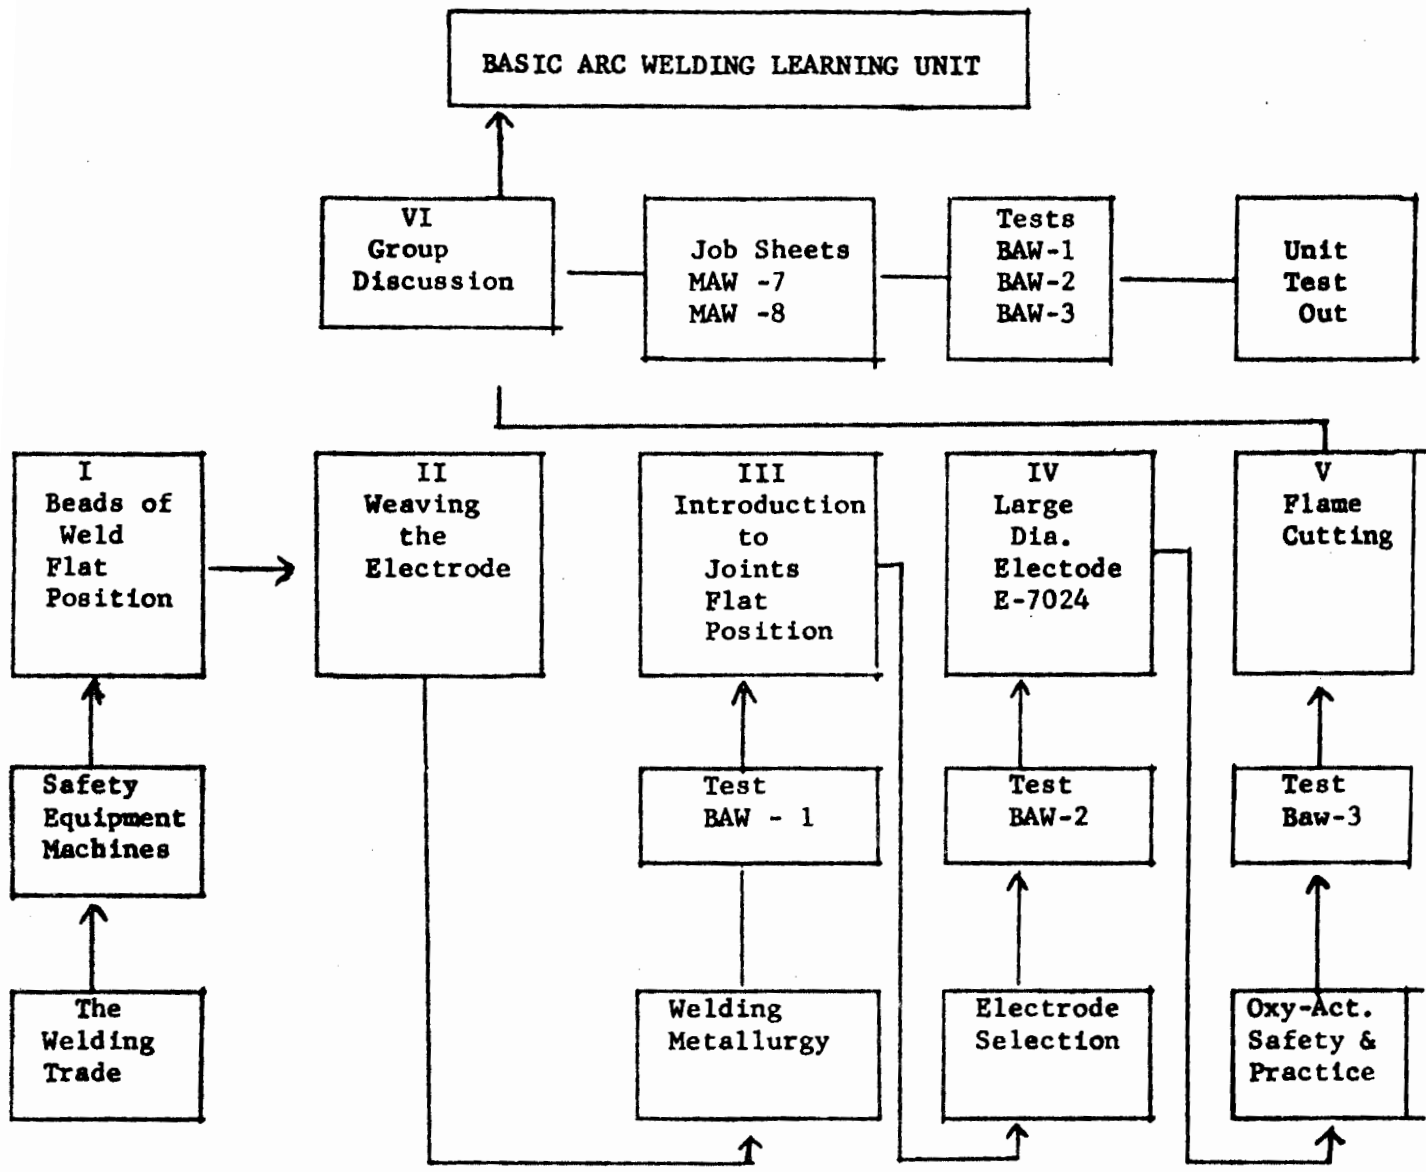 BASIC ARC WELDING LEARNING UNIT
VI
Group
Discussion
Job Sheets
MAW -7
MAW -8
Tests
BAW-1
BAW-2
BAW-3
Unit
Test
Out
I
Beads of
Weld
Flat
Position
II
Weaving
the
Electrode
III
Introduction
to
Joints
Flat
Position
IV
Large
Dia.
Electode
E-7024
V
Flame
Cutting
Safety
Equipment
Machines
Test
BAW - 1
Test
BAW-2
Test
Baw-3
The
Welding
Trade
Welding
Metallurgy
Electrode
Selection
Oxy-Act.
Safety &
Practice